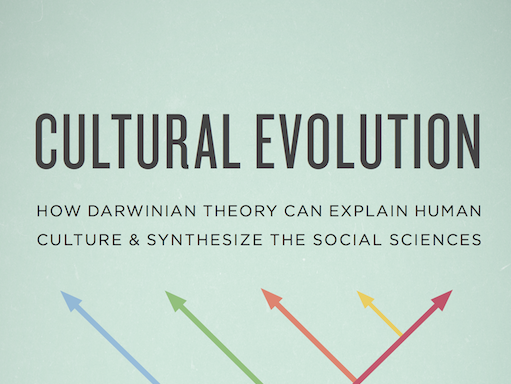 CULTURAL EVOLUTION
HOW DARWINIAN THEORY CAN EXPLAIN HUMAN
CULTURE & SYNTHESIZE THE SOCIAL SCIENCES